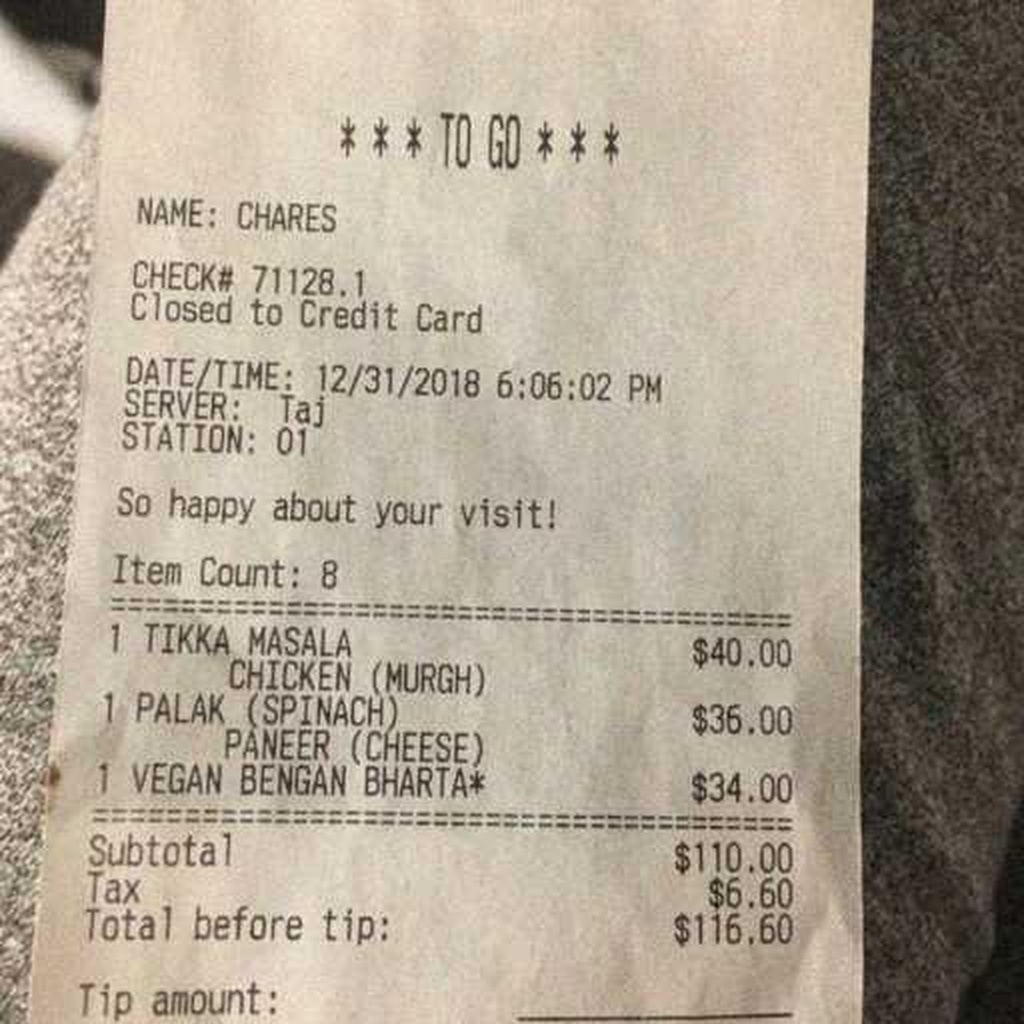 * * * TO GO * * *
NAME: CHARES
CHECK# 71128.1
Closed to Credit Card
DATE/TIME: 12/31/2018 6:06:02 PM
SERVER: Taj
STATION: 01
So happy about your visit!
Item Count: 8
1 TIKKA MASALA $40.00
CHICKEN (MURGH)
1 PALAK (SPINACH) $36.00
PANEER (CHEESE)
1 VEGAN BENGAN BHARTA* $34.00
Subtotal $110.00
Tax $6.60
Total before tip: $116.60
Tip amount: